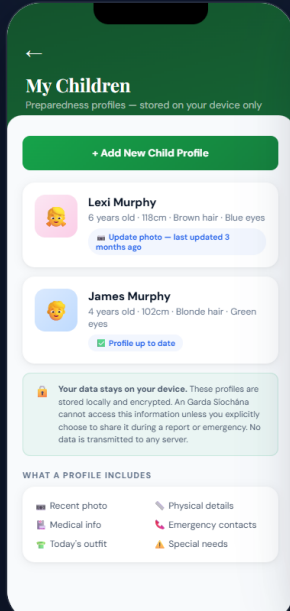 ←
My Children
Preparedness profiles — stored on your device only
+ Add New Child Profile
Lexi Murphy
6 years old · 118cm · Brown hair · Blue eyes
📷 Update photo — last updated 3
months ago
James Murphy
4 years old · 102cm · Blonde hair · Green
eyes
✅ Profile up to date
🔒 Your data stays on your device. These profiles are
stored locally and encrypted. An Garda Síochána
cannot access this information unless you explicitly
choose to share it during a report or emergency. No
data is transmitted to any server.
WHAT A PROFILE INCLUDES
Recent photo
Physical details
Medical info
Emergency contacts
Today's outfit
Special needs